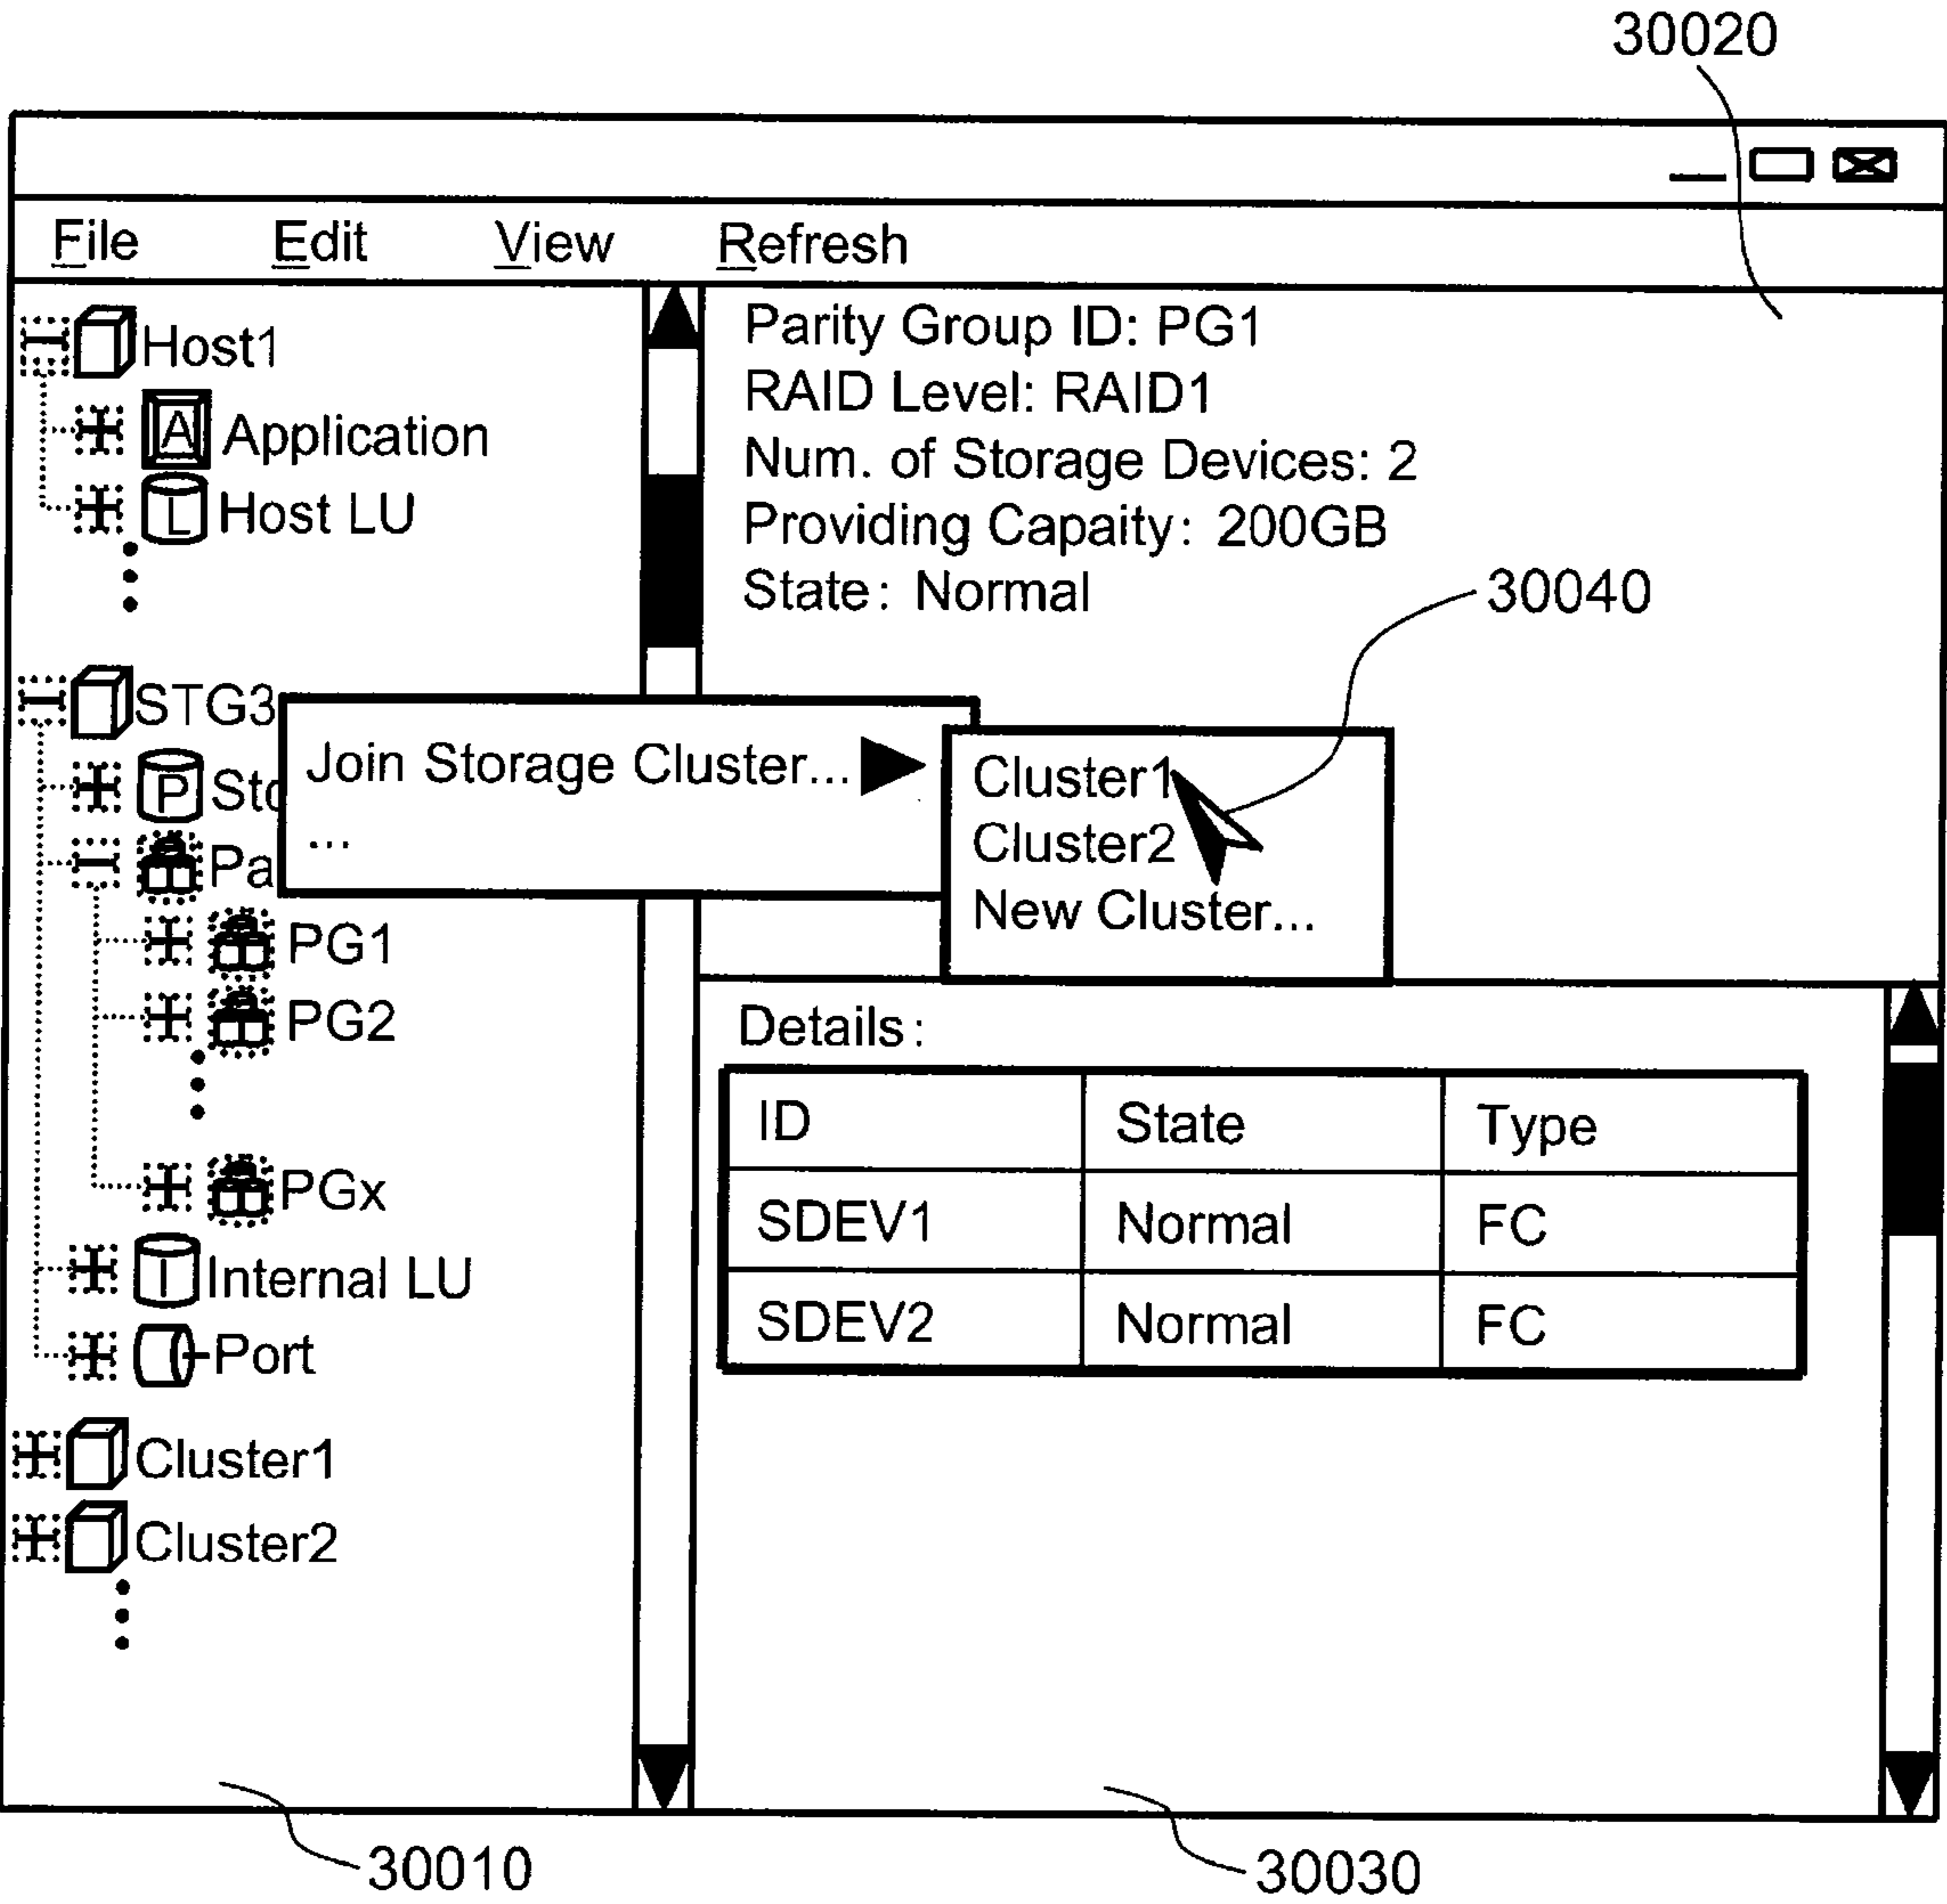 30020
File Edit View Refresh
Host1
A Application
L Host LU
Parity Group ID: PG1
RAID Level: RAID1
Num. of Storage Devices: 2
Providing Capaity: 200GB
State: Normal
30040
STG3
P Sto
Pa
PG1
PG2
PGx
I Internal LU
Port
Cluster1
Cluster2
Join Storage Cluster...
...
Cluster1
Cluster2
New Cluster...
Details:
ID State Type
SDEV1 Normal FC
SDEV2 Normal FC
30010
30030